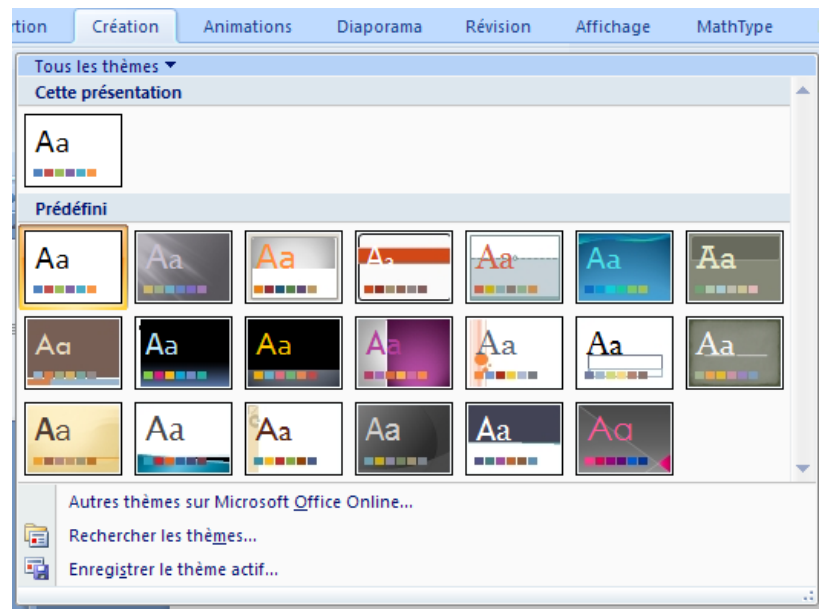 rtion Création Animations Diaporama Révision Affichage MathType
Tous les thèmes
Cette présentation
Aa
Prédéfini
Aa Aa Aa Aa Aa Aa Aa
Aa Aa Aa Aa Aa Aa Aa
Aa Aa Aa Aa Aa Aa
Autres thèmes sur Microsoft Office Online...
Rechercher les thèmes...
Enregistrer le thème actif...